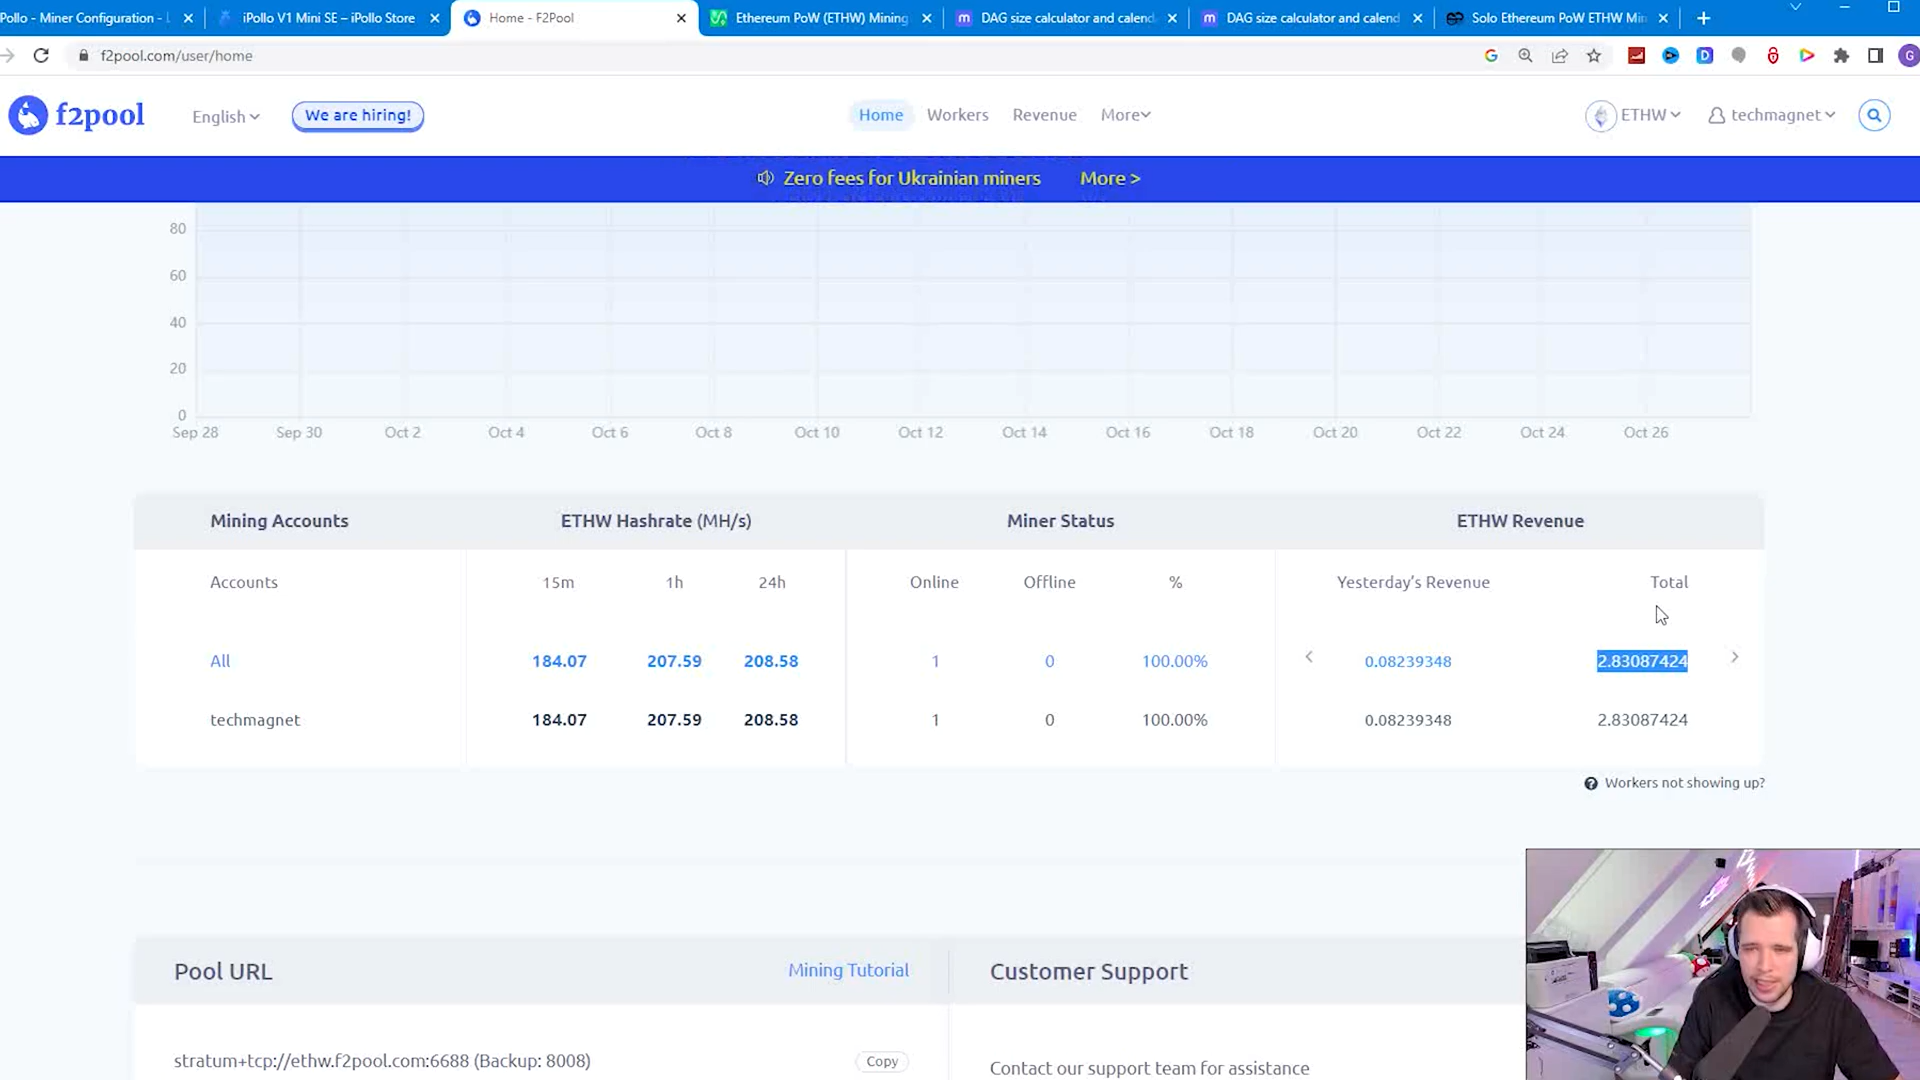 Pollo - Miner Configuration - L
iPollo V1 Mini SE – iPollo Store
Home - F2Pool
Ethereum PoW (ETHW) Mining
DAG size calculator and calend
DAG size calculator and calend
Solo Ethereum PoW ETHW Min
f2pool.com/user/home
f2pool
English
We are hiring!
Home
Workers
Revenue
More
ETHW
techmagnet
Zero fees for Ukrainian miners More >
80
60
40
20
0
Sep 28 Sep 30 Oct 2 Oct 4 Oct 6 Oct 8 Oct 10 Oct 12 Oct 14 Oct 16 Oct 18 Oct 20 Oct 22 Oct 24 Oct 26
Mining Accounts ETHW Hashrate (MH/s) Miner Status ETHW Revenue
Accounts 15m 1h 24h Online Offline % Yesterday's Revenue Total
All 184.07 207.59 208.58 1 0 100.00% 0.08239348 2.83087424
techmagnet 184.07 207.59 208.58 1 0 100.00% 0.08239348 2.83087424
Workers not showing up?
Pool URL Mining Tutorial Customer Support
stratum+tcp://ethw.f2pool.com:6688 (Backup: 8008) Copy
Contact our support team for assistance